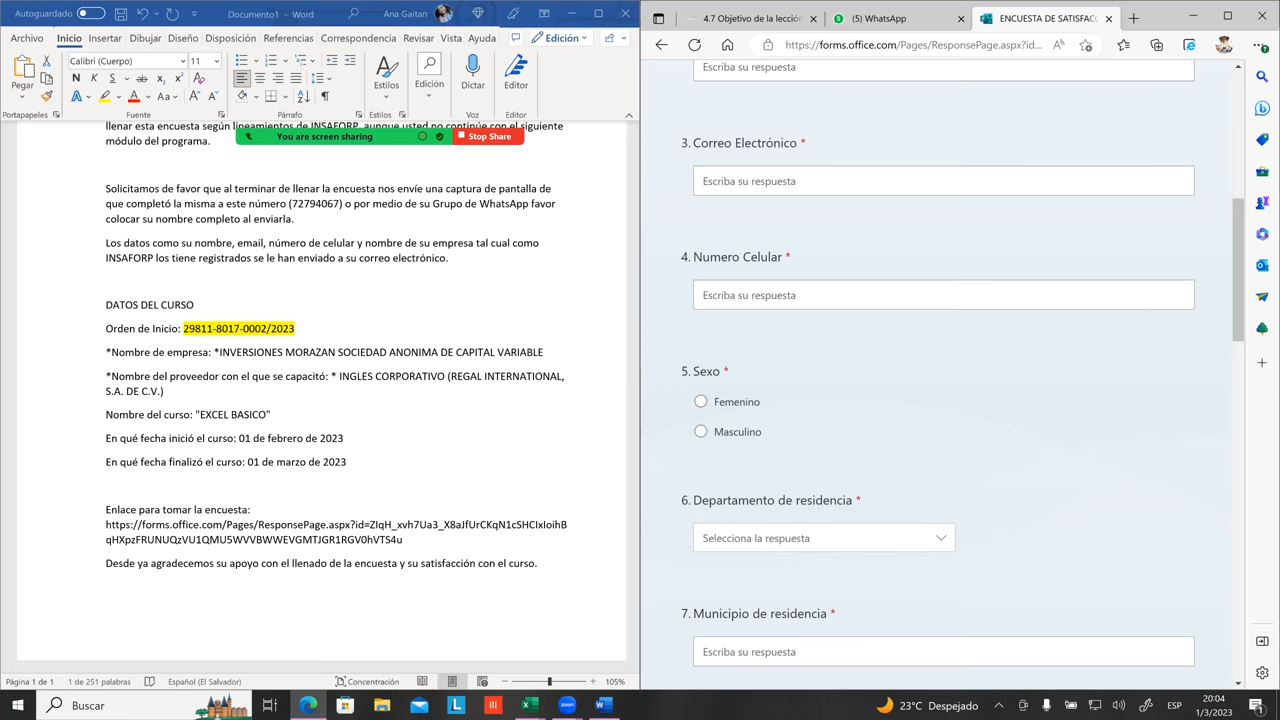 Autoguardado
Documento1 - Word
Ana Gaitan
Archivo Inicio Insertar Dibujar Diseño Disposición Referencias Correspondencia Revisar Vista Ayuda Edición
Calibri (Cuerpo) 11
Pegar
N K S ab x₂ x²
Aa
Estilos
Edición
Dictar
Editor
Portapapeles Fuente Párrafo Estilos Voz Editor
llenar esta encuesta según lineamientos de INSAFORP, aunque usted no continúe con el siguiente
módulo del programa.
You are screen sharing
Stop Share
Solicitamos de favor que al terminar de llenar la encuesta nos envíe una captura de pantalla de
que completó la misma a este número (72794067) o por medio de su Grupo de WhatsApp favor
colocar su nombre completo al enviarla.
Los datos como su nombre, email, número de celular y nombre de su empresa tal cual como
INSAFORP los tiene registrados se le han enviado a su correo electrónico.
DATOS DEL CURSO
Orden de Inicio: 29811-8017-0002/2023
*Nombre de empresa: *INVERSIONES MORAZAN SOCIEDAD ANONIMA DE CAPITAL VARIABLE
*Nombre del proveedor con el que se capacitó: * INGLES CORPORATIVO (REGAL INTERNATIONAL,
S.A. DE C.V.)
Nombre del curso: "EXCEL BASICO"
En qué fecha inició el curso: 01 de febrero de 2023
En qué fecha finalizó el curso: 01 de marzo de 2023
Enlace para tomar la encuesta:
https://forms.office.com/Pages/ResponsePage.aspx?id=ZIqH_xvh7Ua3_X8aJfUrCKqN1cSHCIxIoihB
qHXpzFRUNUQzVU1QMU5WVVBWWEVGMTJGR1RGV0hVTS4u
Desde ya agradecemos su apoyo con el llenado de la encuesta y su satisfacción con el curso.
Página 1 de 1 1 de 251 palabras Español (El Salvador) Concentración 105%
4.7 Objetivo de la lección
(5) WhatsApp
ENCUESTA DE SATISFACC
https://forms.office.com/Pages/ResponsePage.aspx?id...
Escriba su respuesta
3. Correo Electrónico *
Escriba su respuesta
4. Numero Celular *
Escriba su respuesta
5. Sexo *
Femenino
Masculino
6. Departamento de residencia *
Selecciona la respuesta
7. Municipio de residencia *
Escriba su respuesta
Buscar
23°C Despejado
ESP
20:04
1/3/2023